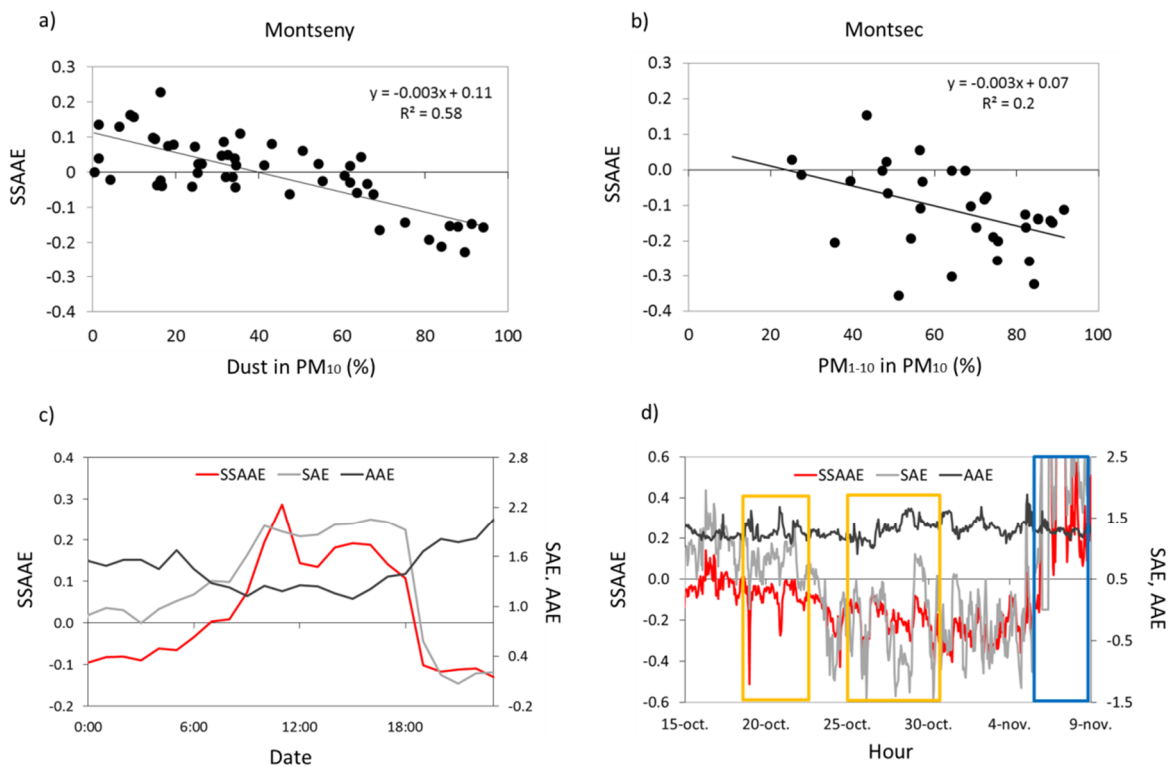 a)
Montseny
y = -0.003x + 0.11
R² = 0.58
SSAAE
0.3
0.2
0.1
0
-0.1
-0.2
-0.3
-0.4
0 20 40 60 80 100
Dust in PM10 (%)
b)
Montsec
y = -0.003x + 0.07
R² = 0.2
SSAAE
0.3
0.2
0.1
0.0
-0.1
-0.2
-0.3
-0.4
0 20 40 60 80 100
PM1-10 in PM10 (%)
c)
SSAAE SAE AAE
SSAAE
0.4
0.3
0.2
0.1
0.0
-0.1
-0.2
2.8
2.2
1.6
1.0
0.4
-0.2
SAE, AAE
0:00 6:00 12:00 18:00
Date
d)
SSAAE SAE AAE
SSAAE
0.6
0.4
0.2
0.0
-0.2
-0.4
-0.6
2.5
1.5
0.5
-0.5
-1.5
SAE, AAE
15-oct. 20-oct. 25-oct. 30-oct. 4-nov. 9-nov.
Hour